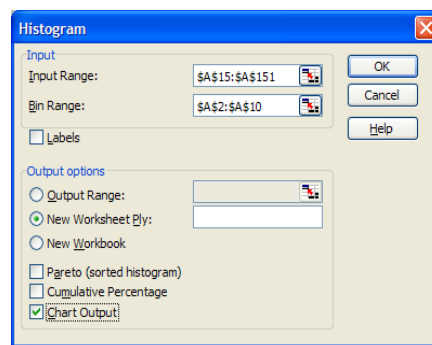 Histogram
Input
Input Range: $A$15:$A$151
Bin Range: $A$2:$A$10
Labels
OK
Cancel
Help
Output options
Output Range:
New Worksheet Ply:
New Workbook
Pareto (sorted histogram)
Cumulative Percentage
Chart Output